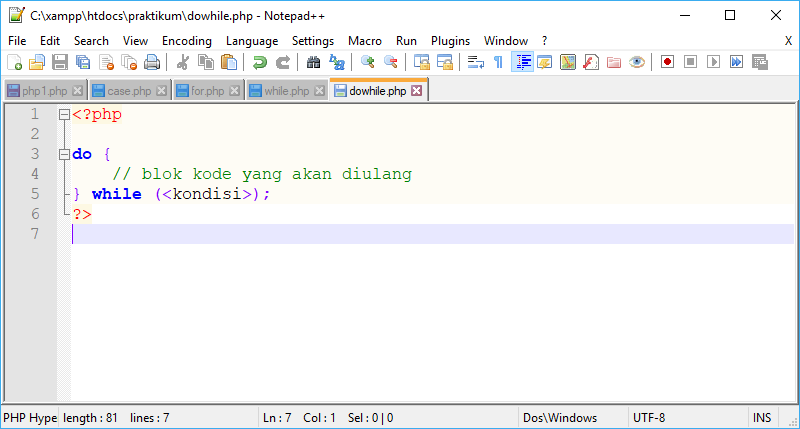 C:\xampp\htdocs\praktikum\dowhile.php - Notepad++
File Edit Search View Encoding Language Settings Macro Run Plugins Window ? X
php1.php case.php for.php while.php dowhile.php
1 <?php
2
3 do {
4 // blok kode yang akan diulang
5 } while (<kondisi>);
6 ?>
7
PHP Hype length : 81 lines : 7 Ln : 7 Col : 1 Sel : 0 | 0 Dos\Windows UTF-8 INS